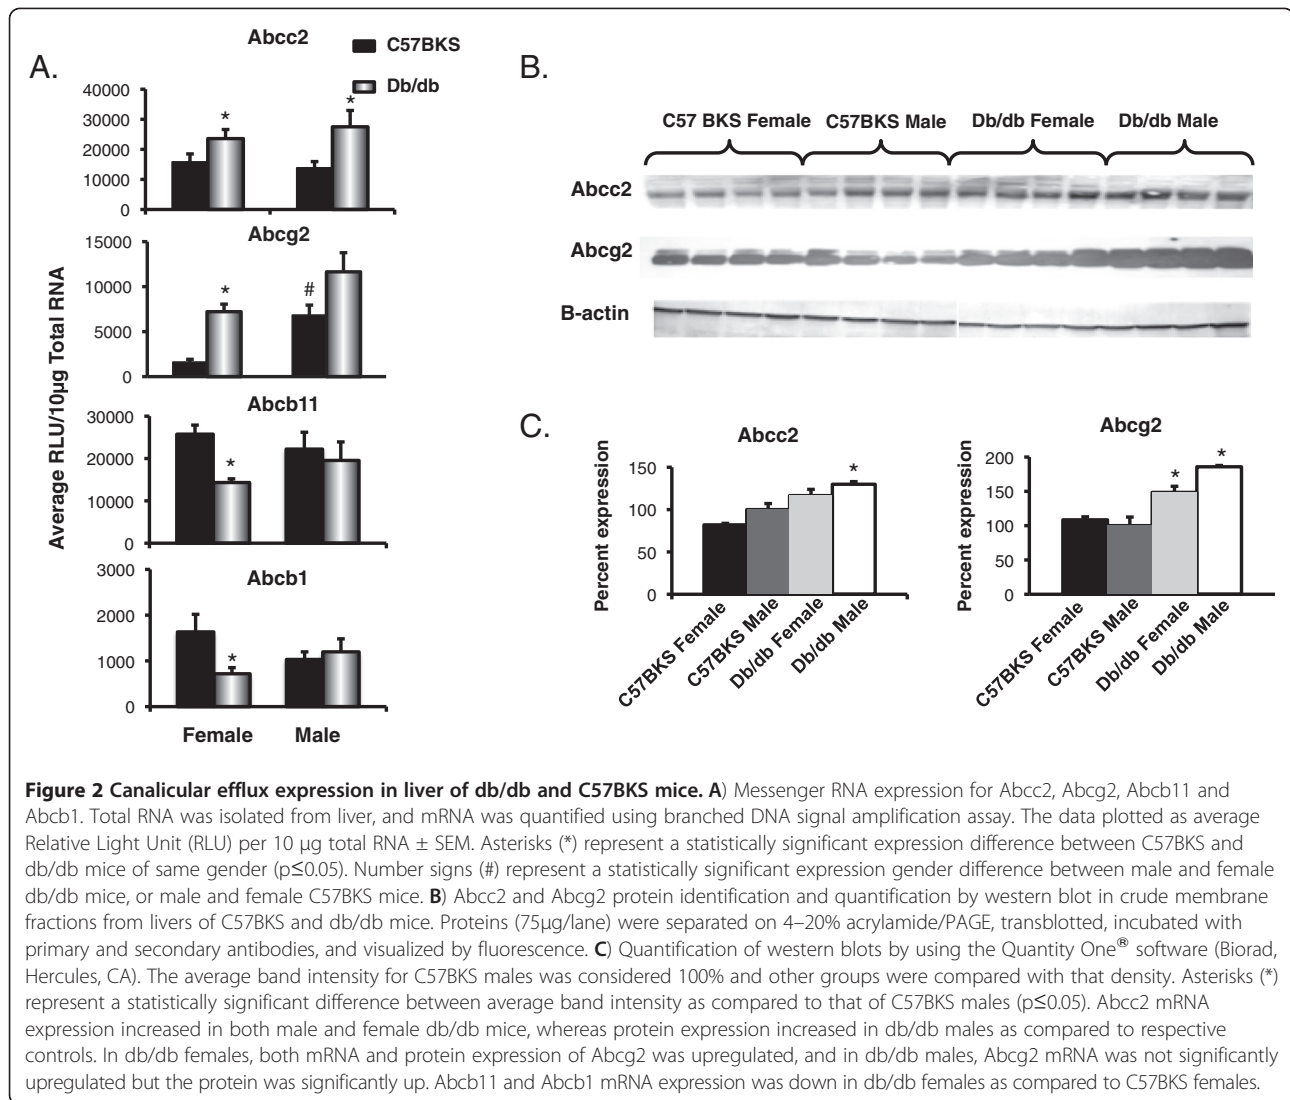 A.
Abcc2
C57BKS
Db/db
40000
30000
20000
10000
0
*
*
Abcg2
15000
10000
5000
0
*
#
Abcb11
30000
20000
10000
0
*
Abcb1
3000
2000
1000
0
*
Female Male
Average RLU/10µg Total RNA
B.
C57 BKS Female C57BKS Male Db/db Female Db/db Male
Abcc2
Abcg2
B-actin
C.
Abcc2
Percent expression
150
100
50
0
*
C57BKS Female
C57BKS Male
Db/db Female
Db/db Male
Abcg2
Percent expression
200
150
100
50
0
*
*
C57BKS Female
C57BKS Male
Db/db Female
Db/db Male
Figure 2 Canalicular efflux expression in liver of db/db and C57BKS mice. A) Messenger RNA expression for Abcc2, Abcg2, Abcb11 and
Abcb1. Total RNA was isolated from liver, and mRNA was quantified using branched DNA signal amplification assay. The data plotted as average
Relative Light Unit (RLU) per 10 µg total RNA ± SEM. Asterisks (*) represent a statistically significant expression difference between C57BKS and
db/db mice of same gender (p≤0.05). Number signs (#) represent a statistically significant expression gender difference between male and female
db/db mice, or male and female C57BKS mice. B) Abcc2 and Abcg2 protein identification and quantification by western blot in crude membrane
fractions from livers of C57BKS and db/db mice. Proteins (75µg/lane) were separated on 4–20% acrylamide/PAGE, transblotted, incubated with
primary and secondary antibodies, and visualized by fluorescence. C) Quantification of western blots by using the Quantity One® software (Biorad,
Hercules, CA). The average band intensity for C57BKS males was considered 100% and other groups were compared with that density. Asterisks (*)
represent a statistically significant difference between average band intensity as compared to that of C57BKS males (p≤0.05). Abcc2 mRNA
expression increased in both male and female db/db mice, whereas protein expression increased in db/db males as compared to respective
controls. In db/db females, both mRNA and protein expression of Abcg2 was upregulated, and in db/db males, Abcg2 mRNA was not significantly
upregulated but the protein was significantly up. Abcb11 and Abcb1 mRNA expression was down in db/db females as compared to C57BKS females.